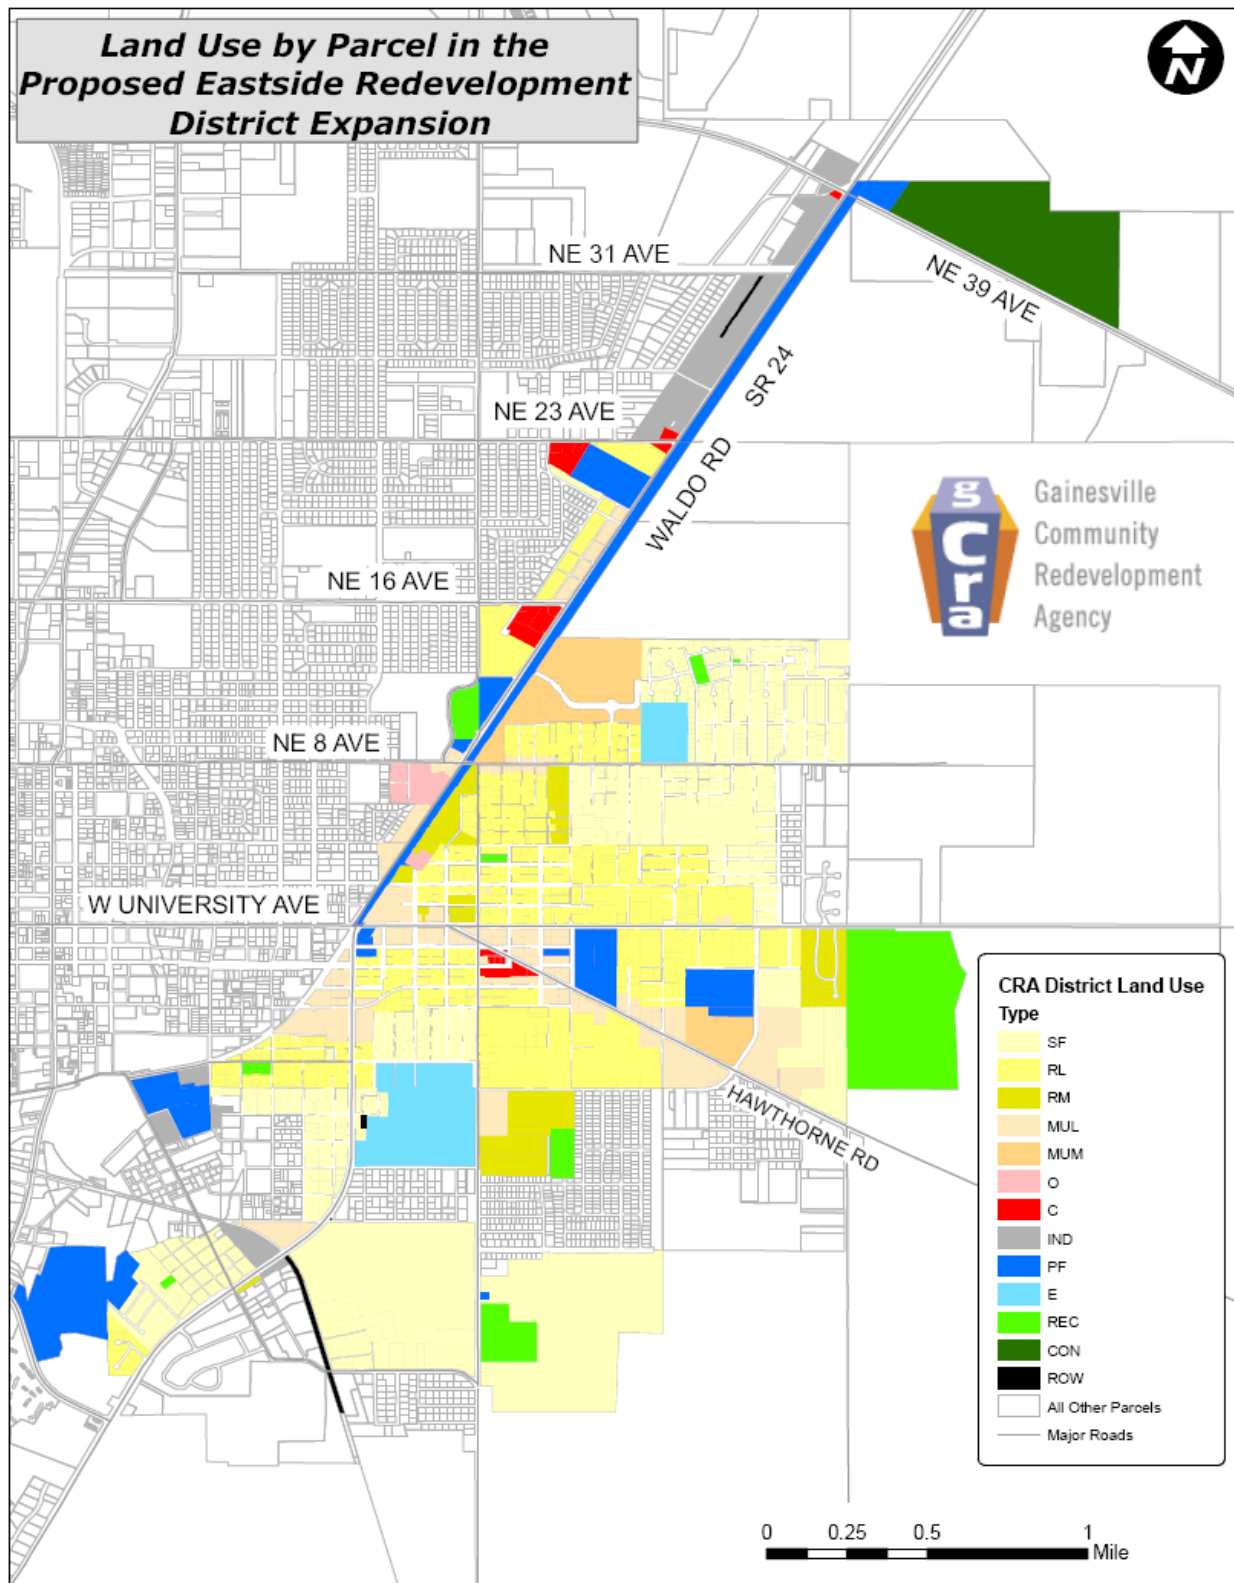 Land Use by Parcel in the
Proposed Eastside Redevelopment
District Expansion
N
NE 31 AVE
NE 39 AVE
SR 24
NE 23 AVE
WALDO RD
g
C
r
a
Gainesville
Community
Redevelopment
Agency
NE 16 AVE
NE 8 AVE
W UNIVERSITY AVE
HAWTHORNE RD
CRA District Land Use
Type
SF
RL
RM
MUL
MUM
O
C
IND
PF
E
REC
CON
ROW
All Other Parcels
Major Roads
0 0.25 0.5 1
Mile